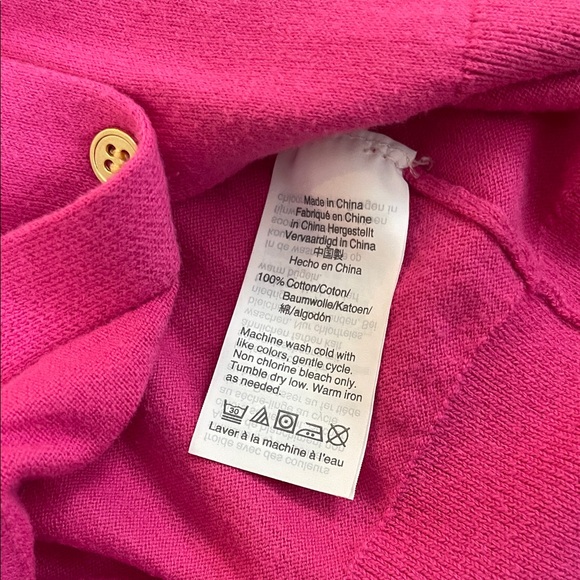 Made in China
Fabriqué en Chine
in China Hergestellt
Vervaardigd In China
中国製
Hecho en China
100% Cotton/Coton/
Baumwolle/Katoen/
綿/algodón
Machine wash cold with
like colors, gentle cycle.
Non chlorine bleach only.
Tumble dry low. Warm iron
as needed.
30
Laver à la machine à l'eau